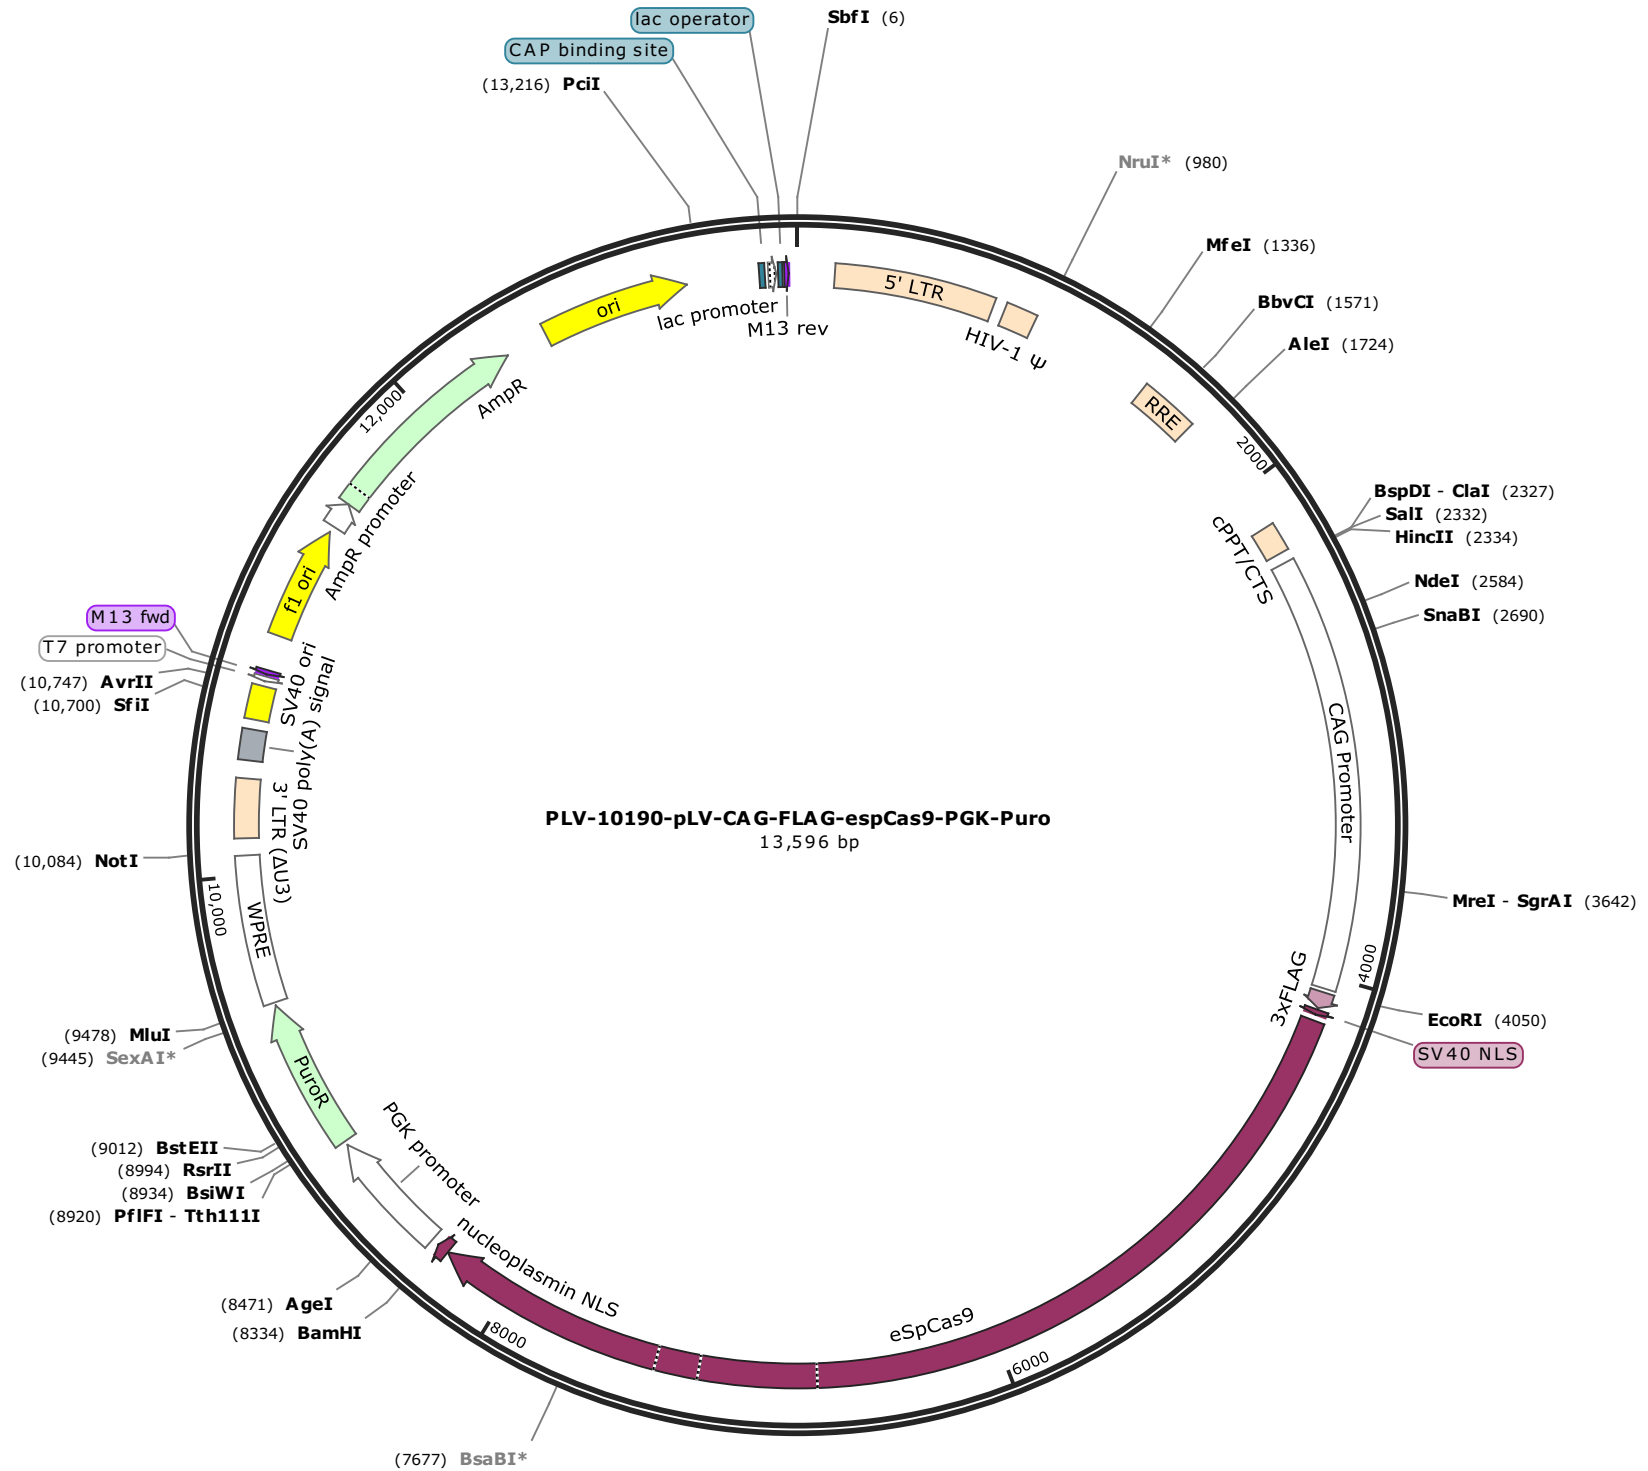 lac operator
SbfI (6)
CAP binding site
(13,216) PciI
NruI* (980)
MfeI (1336)
BbvCI (1571)
AleI (1724)
5' LTR
HIV-1 Ψ
ori
lac promoter
M13 rev
RRE
2000
AmpR
12,000
BspDI - ClaI (2327)
SalI (2332)
HincII (2334)
cPPT/CTS
NdeI (2584)
SnaBI (2690)
AmpR promoter
f1 ori
M13 fwd
T7 promoter
(10,747) AvrII
(10,700) SfiI
SV40 ori
SV40 poly(A) signal
3' LTR (ΔU3)
CAG Promoter
PLV-10190-pLV-CAG-FLAG-espCas9-PGK-Puro
13,596 bp
(10,084) NotI
10,000
WPRE
MreI - SgrAI (3642)
4000
3xFLAG
EcoRI (4050)
SV40 NLS
(9478) MluI
(9445) SexAI*
PuroR
PGK promoter
(9012) BstEII
(8994) RsrII
(8934) BsiWI
(8920) PflFI - Tth111I
nucleoplasmin NLS
(8471) AgeI
(8334) BamHI
8000
eSpCas9
6000
(7677) BsaBI*